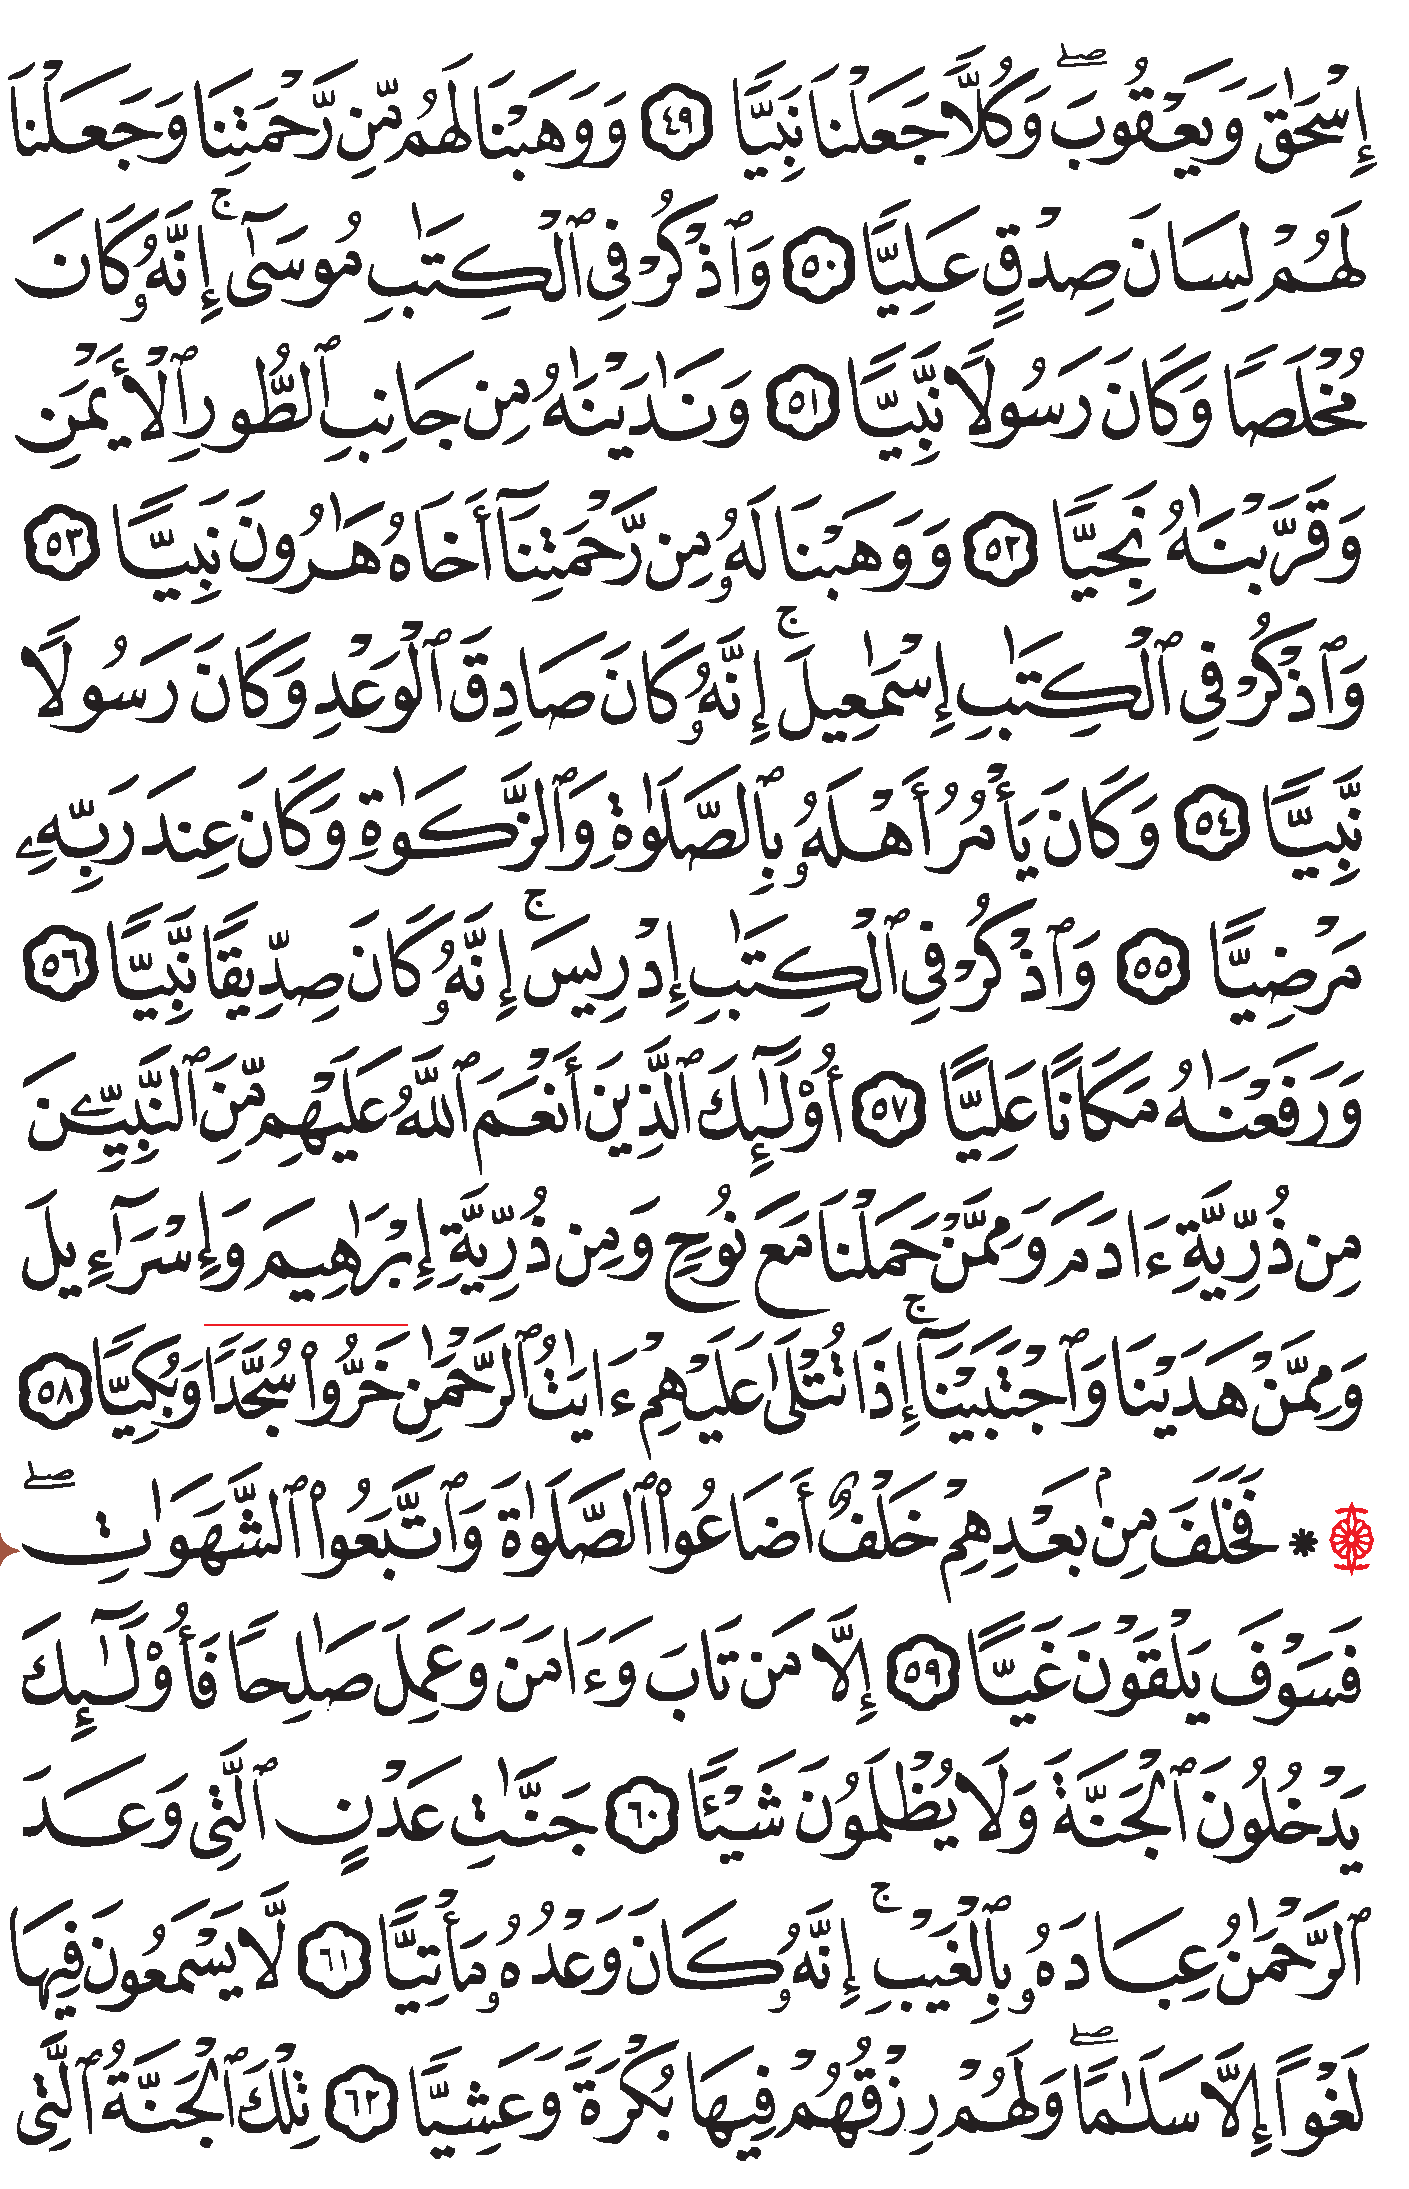 إِسۡحَٰقَ وَيَعۡقُوبَۖ وَكُلّٗا جَعَلۡنَا نَبِيّٗا ٤٩ وَوَهَبۡنَا لَهُم مِّن رَّحۡمَتِنَا وَجَعَلۡنَا
لَهُمۡ لِسَانَ صِدۡقٍ عَلِيّٗا ٥٠ وَٱذۡكُرۡ فِي ٱلۡكِتَٰبِ مُوسَىٰٓۚ إِنَّهُۥ كَانَ
مُخۡلَصٗا وَكَانَ رَسُولٗا نَّبِيّٗا ٥١ وَنَٰدَيۡنَٰهُ مِن جَانِبِ ٱلطُّورِ ٱلۡأَيۡمَنِ
وَقَرَّبۡنَٰهُ نَجِيّٗا ٥٢ وَوَهَبۡنَا لَهُۥ مِن رَّحۡمَتِنَآ أَخَاهُ هَٰرُونَ نَبِيّٗا ٥٣
وَٱذۡكُرۡ فِي ٱلۡكِتَٰبِ إِسۡمَٰعِيلَۚ إِنَّهُۥ كَانَ صَادِقَ ٱلۡوَعۡدِ وَكَانَ رَسُولٗا
نَّبِيّٗا ٥٤ وَكَانَ يَأۡمُرُ أَهۡلَهُۥ بِٱلصَّلَوٰةِ وَٱلزَّكَوٰةِ وَكَانَ عِندَ رَبِّهِۦ
مَرۡضِيّٗا ٥٥ وَٱذۡكُرۡ فِي ٱلۡكِتَٰبِ إِدۡرِيسَۚ إِنَّهُۥ كَانَ صِدِّيقٗا نَّبِيّٗا ٥٦
وَرَفَعۡنَٰهُ مَكَانًا عَلِيًّا ٥٧ أُوْلَٰٓئِكَ ٱلَّذِينَ أَنۡعَمَ ٱللَّهُ عَلَيۡهِم مِّنَ ٱلنَّبِيِّـۧنَ
مِن ذُرِّيَّةِ ءَادَمَ وَمِمَّنۡ حَمَلۡنَا مَعَ نُوحٖ وَمِن ذُرِّيَّةِ إِبۡرَٰهِيمَ وَإِسۡرَٰٓءِيلَ
وَمِمَّنۡ هَدَيۡنَا وَٱجۡتَبَيۡنَآۚ إِذَا تُتۡلَىٰ عَلَيۡهِمۡ ءَايَٰتُ ٱلرَّحۡمَٰنِ خَرُّواْۤ سُجَّدٗاۤ وَبُكِيّٗا ٥٨
۞ * فَخَلَفَ مِنۢ بَعۡدِهِمۡ خَلۡفٌ أَضَاعُواْ ٱلصَّلَوٰةَ وَٱتَّبَعُواْ ٱلشَّهَوَٰتِۖ
فَسَوۡفَ يَلۡقَوۡنَ غَيًّا ٥٩ إِلَّا مَن تَابَ وَءَامَنَ وَعَمِلَ صَٰلِحٗا فَأُوْلَٰٓئِكَ
يَدۡخُلُونَ ٱلۡجَنَّةَ وَلَا يُظۡلَمُونَ شَيۡـٔٗا ٦٠ جَنَّٰتِ عَدۡنٍ ٱلَّتِي وَعَدَ
ٱلرَّحۡمَٰنُ عِبَادَهُۥ بِٱلۡغَيۡبِۚ إِنَّهُۥ كَانَ وَعۡدُهُۥ مَأۡتِيّٗا ٦١ لَّا يَسۡمَعُونَ فِيهَا
لَغۡوًا إِلَّا سَلَٰمٗاۖ وَلَهُمۡ رِزۡقُهُمۡ فِيهَا بُكۡرَةٗ وَعَشِيّٗا ٦٢ تِلۡكَ ٱلۡجَنَّةُ ٱلَّتِي